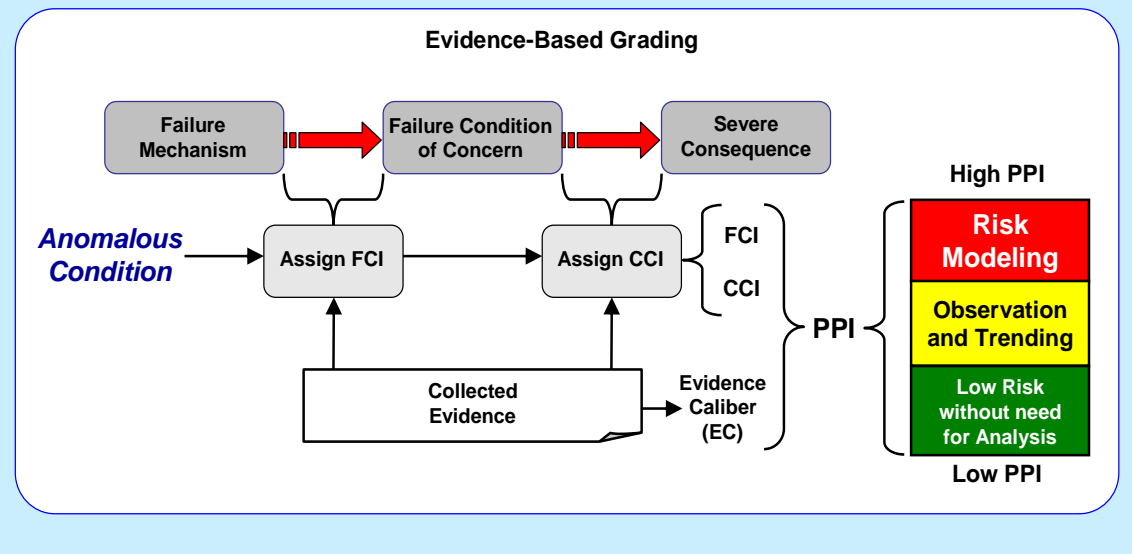 Evidence-Based Grading
Failure
Mechanism
Failure Condition
of Concern
Severe
Consequence
Anomalous
Condition
Assign FCI
Assign CCI
FCI
CCI
Collected
Evidence
Evidence
Caliber
(EC)
PPI
High PPI
Risk
Modeling
Observation
and Trending
Low Risk
without need
for Analysis
Low PPI